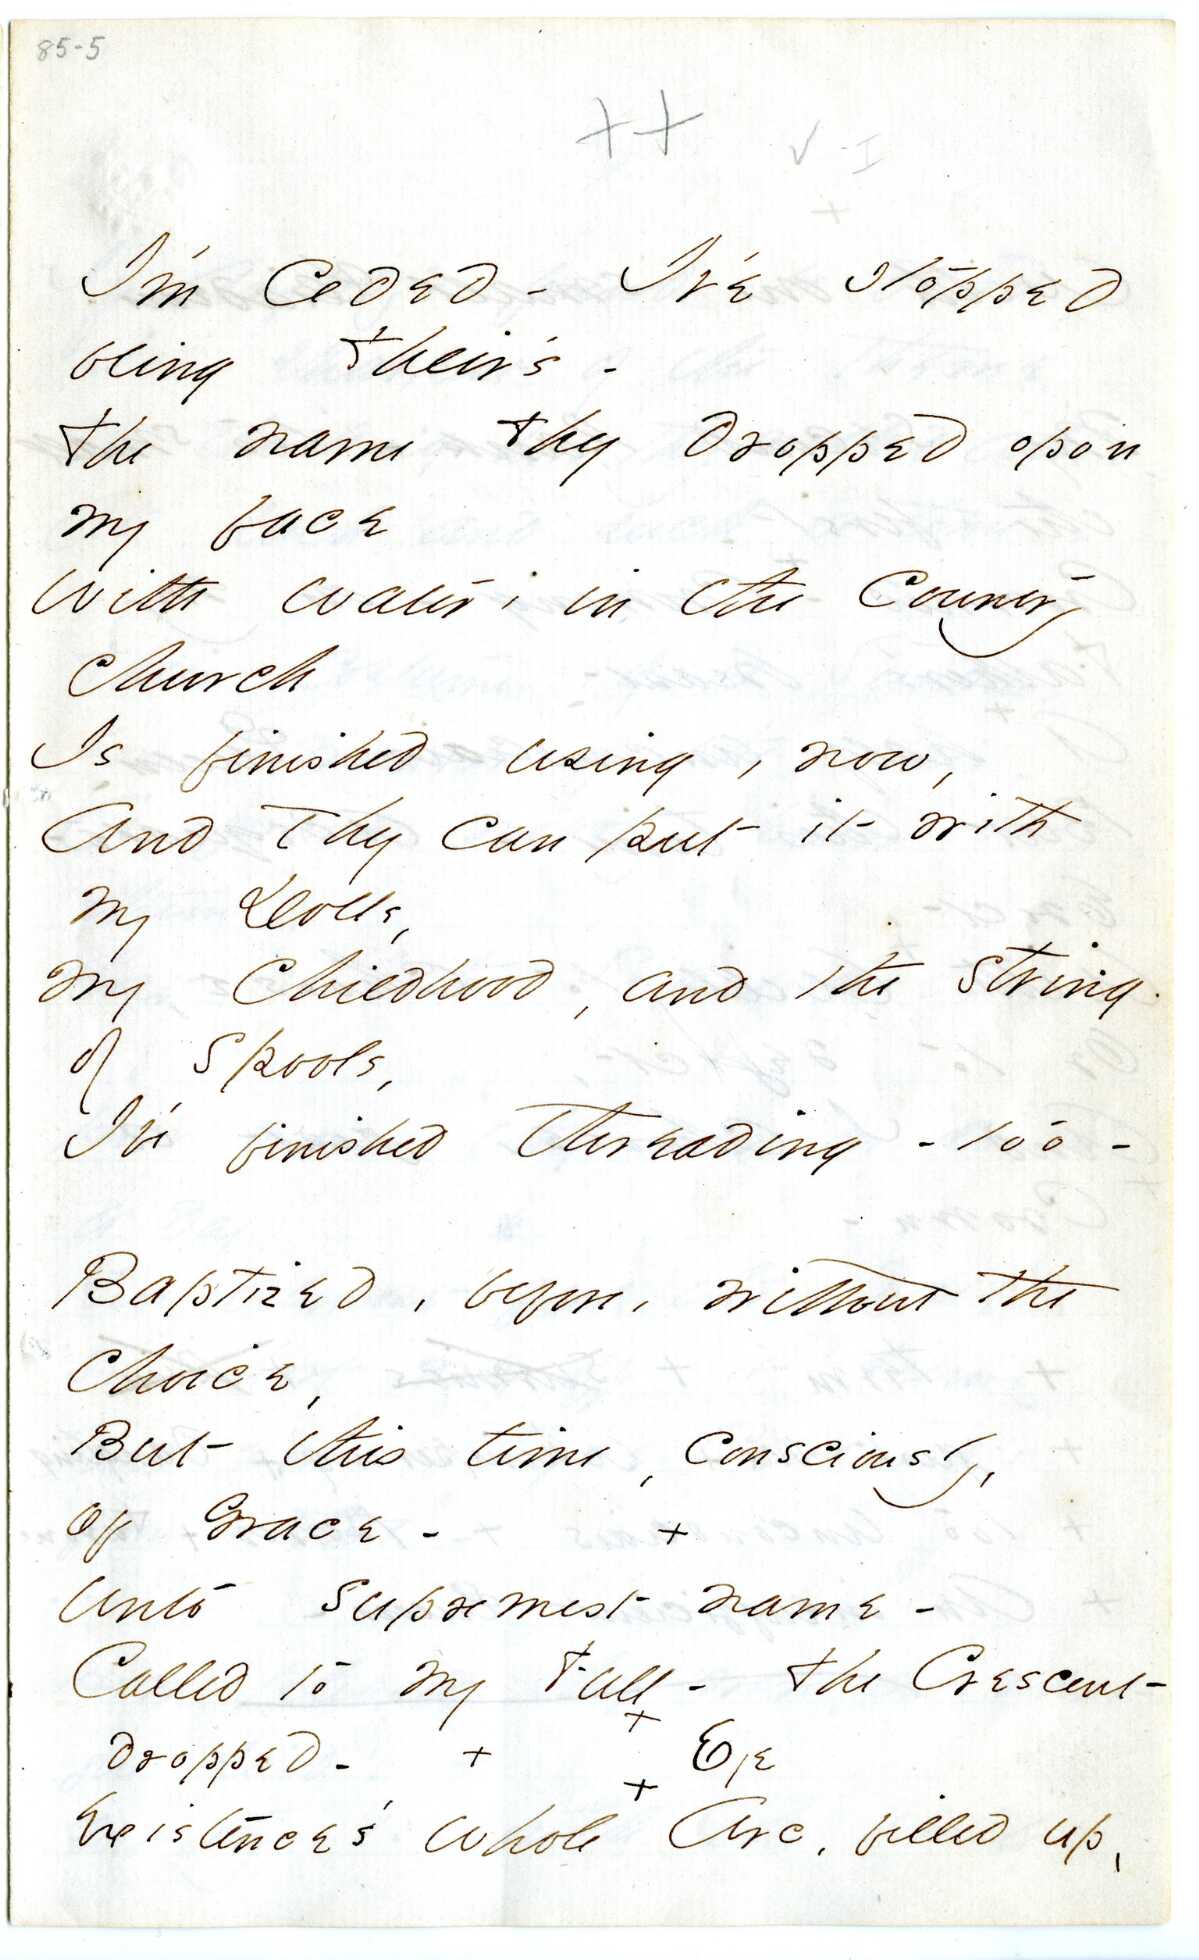 85-5
++ V-I
+
I'm Ceded - I've stopped
being Their's -
The name They dropped opon
my face
With water, in the Country
Church
Is finished using, now,
And They can put it with
my Dolls,
My Childhood, and the string
of Spools,
I've finished threading - too -
Baptized, before, without the
Choice,
But this time, Consciously,
Of Grace -
+
Unto supremest name -
Called to my Full - The Crescent
dropped -
+
+ Eye
+
Existence's whole Arc, filled up,